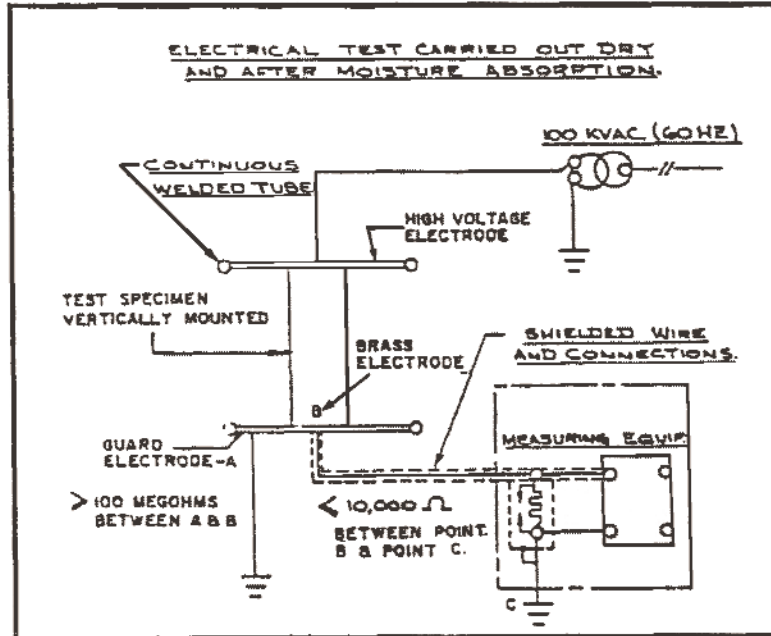 ELECTRICAL TEST CARRIED OUT DRY
AND AFTER MOISTURE ABSORPTION.
100 KVAC (60 HZ)
CONTINUOUS
WELDED TUBE
HIGH VOLTAGE
ELECTRODE
TEST SPECIMEN
VERTICALLY MOUNTED
BRASS
ELECTRODE
SHIELDED WIRE
AND CONNECTIONS.
B
MEASURING EQUIP.
GUARD
ELECTRODE-A
> 100 MEGOHMS
BETWEEN A & B
< 10,000 Ω
BETWEEN POINT
B & POINT C.
C